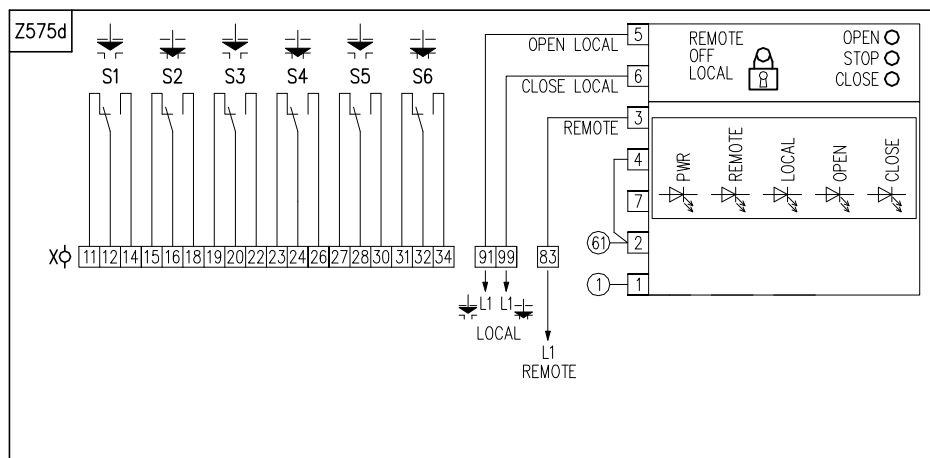 Z575d
S1 S2 S3 S4 S5 S6
5
OPEN LOCAL
6
CLOSE LOCAL
3
REMOTE
4
7
61
2
1
1
REMOTE
OFF
LOCAL
OPEN
STOP
CLOSE
PWR
REMOTE
LOCAL
OPEN
CLOSE
X
11 12 14 15 16 18 19 20 22 23 24 26 27 28 30 31 32 34
91 99
83
L1 L1
LOCAL
L1
REMOTE